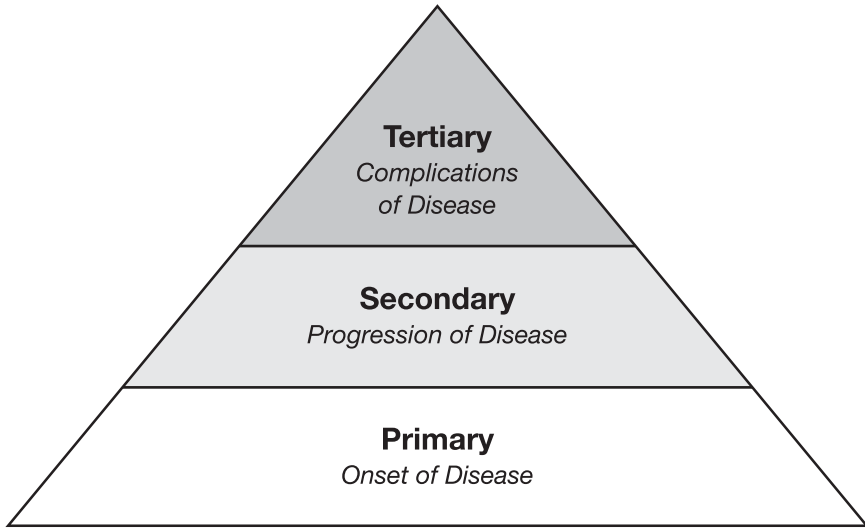 Tertiary
Complications
of Disease
Secondary
Progression of Disease
Primary
Onset of Disease